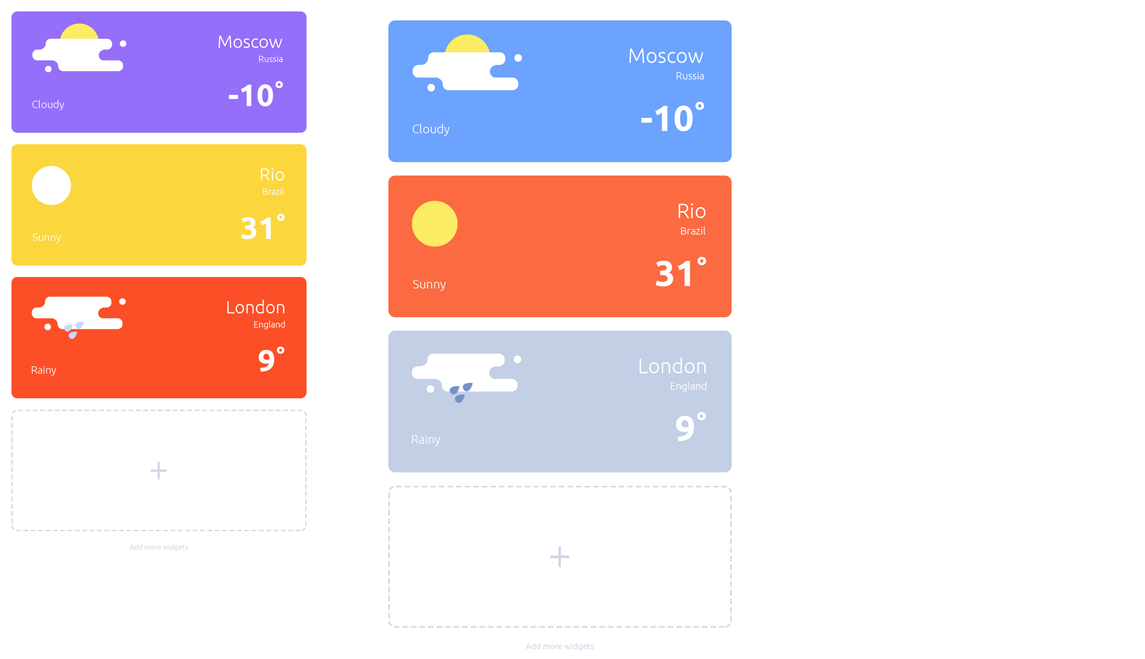 Moscow
Russia
-10°
Cloudy
Rio
Brazil
31°
Sunny
London
England
9°
Rainy
+
Add more widgets
Moscow
Russia
-10°
Cloudy
Rio
Brazil
31°
Sunny
London
England
9°
Rainy
+
Add more widgets